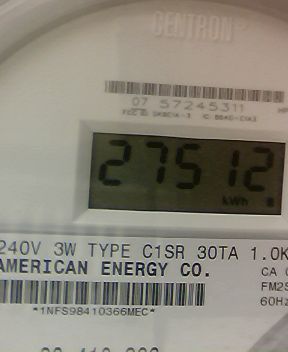 CENTRON®
07 57245311
27512
kWh
240V 3W TYPE C1SR 30TA 1.0K
AMERICAN ENERGY CO.
CA
FM2S
60Hz
*1NFS98410366MEC*